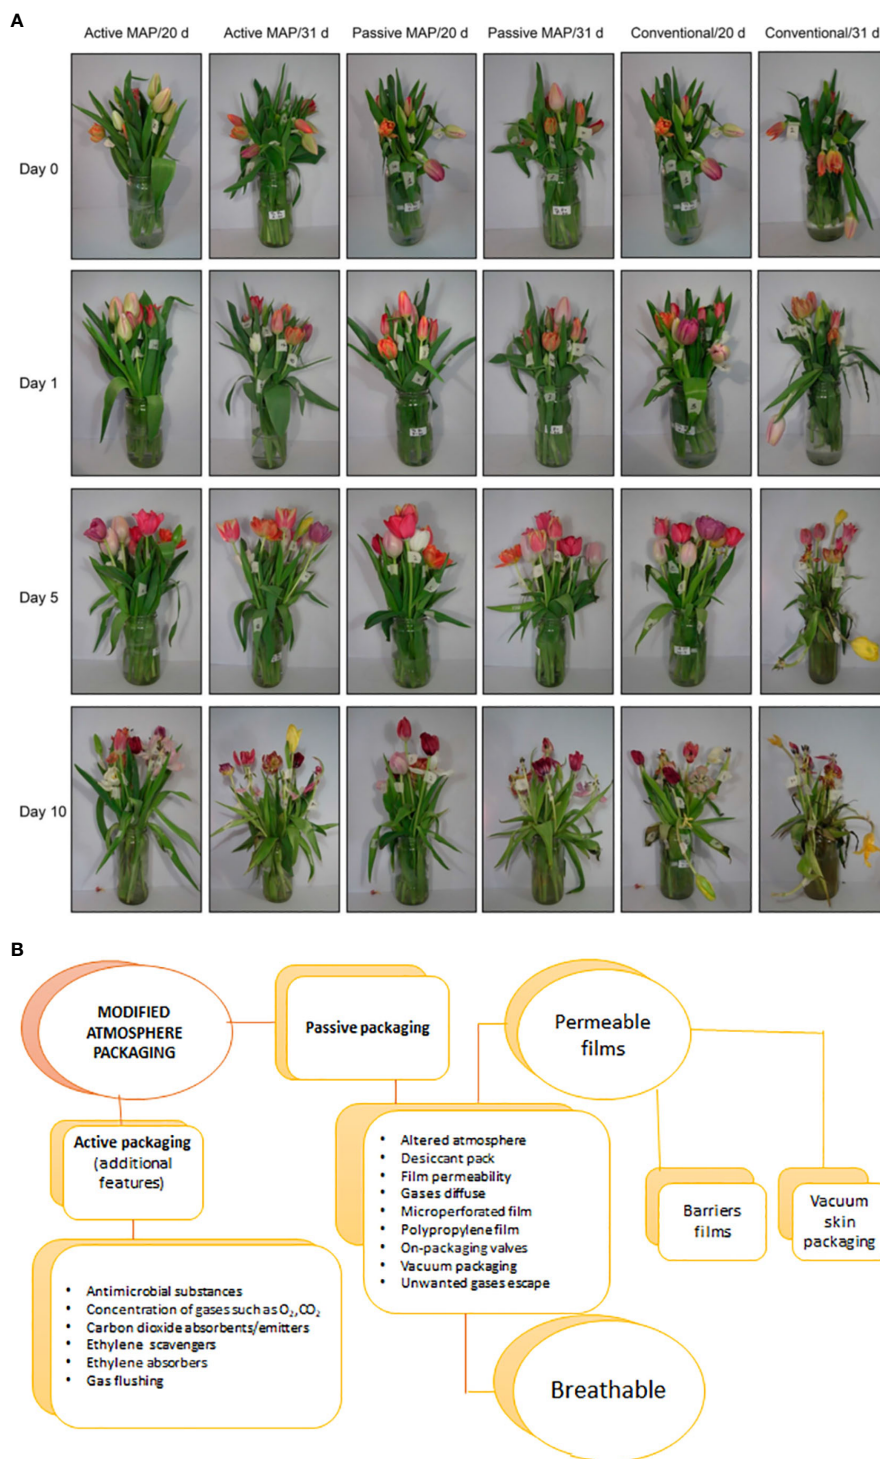 A
Active MAP/20 d
Active MAP/31 d
Passive MAP/20 d
Passive MAP/31 d
Conventional/20 d
Conventional/31 d
Day 0
Day 1
Day 5
Day 10
B
MODIFIED
ATMOSPHERE
PACKAGING
Passive packaging
Permeable
films
Active packaging
(additional
features)
• Altered atmosphere
• Desiccant pack
• Film permeability
• Gases diffuse
• Microperforated film
• Polypropylene film
• On-packaging valves
• Vacuum packaging
• Unwanted gases escape
Barriers
films
Vacuum
skin
packaging
• Antimicrobial substances
• Concentration of gases such as O₂,CO₂
• Carbon dioxide absorbents/emitters
• Ethylene scavengers
• Ethylene absorbers
• Gas flushing
Breathable